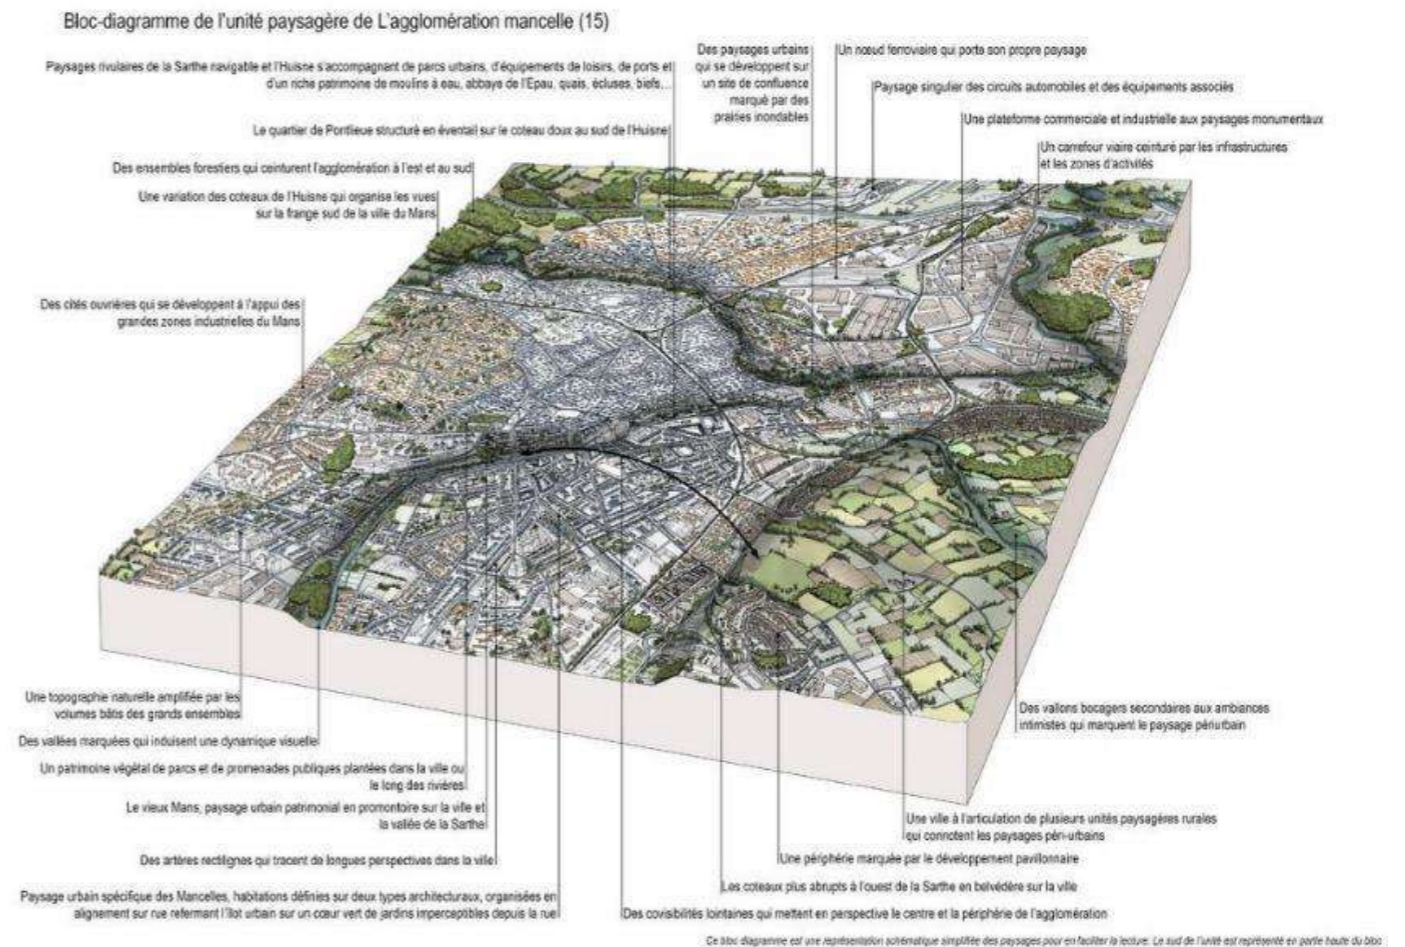 Bloc-diagramme de l'unité paysagère de L'agglomération mancelle (15)
Paysages rivulaires de la Sarthe navigable et l'Huisne s'accompagnant de parcs urbains, d'équipements de loisirs, de ports et
d'un riche patrimoine de moulins à eau, abbaye de l'Epau, quais, écluses, biefs...
Le quartier de Pontlieue structuré en éventail sur le coteau doux au sud de l'Huisne
Des ensembles forestiers qui ceinturent l'agglomération à l'est et au sud
Une variation des coteaux de l'Huisne qui organise les vues
sur la frange sud de la ville du Mans
Des cités ouvrières qui se développent à l'appui des
grandes zones industrielles du Mans
Des paysages urbains
qui se développent sur
un site de confluence
marqué par des
prairies inondables
Un nœud ferroviaire qui porte son propre paysage
Paysage singulier des circuits automobiles et des équipements associés
Une plateforme commerciale et industrielle aux paysages monumentaux
Un carrefour viaire ceinturé par les infrastructures
et les zones d'activités
Une topographie naturelle amplifiée par les
volumes bâtis des grands ensembles
Des vallées marquées qui induisent une dynamique visuelle
Un patrimoine végétal de parcs et de promenades publiques plantées dans la ville ou
le long des rivières
Le vieux Mans, paysage urbain patrimonial en promontoire sur la ville et
la vallée de la Sarthe
Des artères rectilignes qui tracent de longues perspectives dans la ville
Paysage urbain spécifique des Mancelles, habitations définies sur deux types architecturaux, organisées en
alignement sur rue refermant l'îlot urbain sur un cœur vert de jardins imperceptibles depuis la rue
Des vallons bocagers secondaires aux ambiances
intimistes qui marquent le paysage périurbain
Une ville à l'articulation de plusieurs unités paysagères rurales
qui connotent les paysages péri-urbains
Une périphérie marquée par le développement pavillonnaire
Les coteaux plus abrupts à l'ouest de la Sarthe en belvédère sur la ville
Des covisibilités lointaines qui mettent en perspective le centre et la périphérie de l'agglomération
Ce bloc diagramme est une représentation schématique simplifiée des paysages pour en faciliter la lecture. Le sud de l'unité est représenté en partie haute du bloc